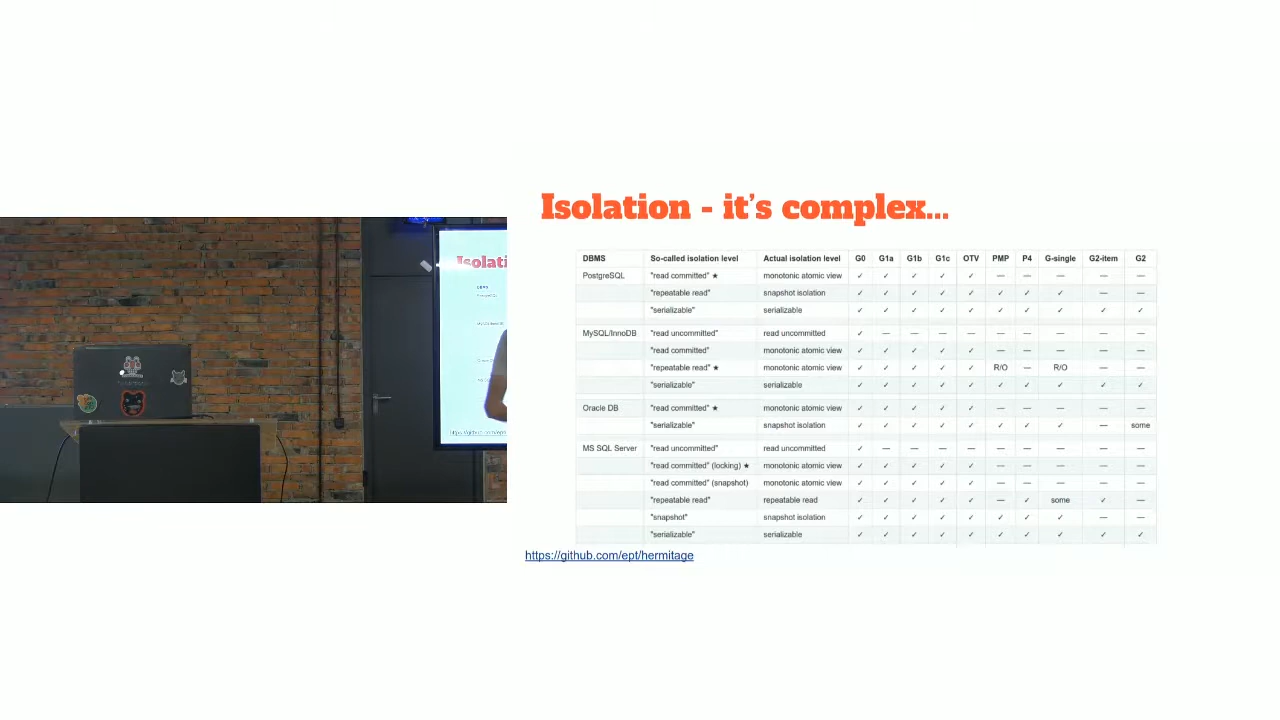 Isolation - it's complex...
DBMS So-called isolation level Actual isolation level G0 G1a G1b G1c OTV PMP P4 G-single G2-item G2
PostgreSQL "read committed" ★ monotonic atomic view ✓ ✓ ✓ ✓ ✓ — — — — —
"repeatable read" snapshot isolation ✓ ✓ ✓ ✓ ✓ ✓ ✓ ✓ — —
"serializable" serializable ✓ ✓ ✓ ✓ ✓ ✓ ✓ ✓ ✓ ✓
MySQL/InnoDB "read uncommitted" read uncommitted ✓ — — — — — — — — —
"read committed" monotonic atomic view ✓ ✓ ✓ ✓ ✓ — — — — —
"repeatable read" ★ monotonic atomic view ✓ ✓ ✓ ✓ ✓ R/O — R/O — —
"serializable" serializable ✓ ✓ ✓ ✓ ✓ ✓ ✓ ✓ ✓ ✓
Oracle DB "read committed" ★ monotonic atomic view ✓ ✓ ✓ ✓ ✓ — — — — —
"serializable" snapshot isolation ✓ ✓ ✓ ✓ ✓ ✓ ✓ ✓ — some
MS SQL Server "read uncommitted" read uncommitted ✓ — — — — — — — — —
"read committed" (locking) ★ monotonic atomic view ✓ ✓ ✓ ✓ ✓ — — — — —
"read committed" (snapshot) monotonic atomic view ✓ ✓ ✓ ✓ ✓ — — — — —
"repeatable read" repeatable read ✓ ✓ ✓ ✓ ✓ — ✓ some ✓ —
"snapshot" snapshot isolation ✓ ✓ ✓ ✓ ✓ ✓ ✓ ✓ — —
"serializable" serializable ✓ ✓ ✓ ✓ ✓ ✓ ✓ ✓ ✓ ✓
https://github.com/ept/hermitage
Isolati